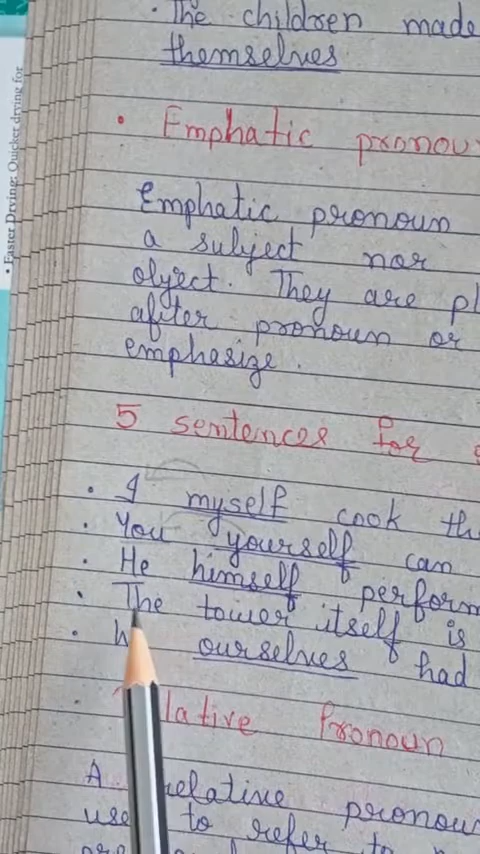 • Faster Drying: Quicker drying for
• The children made
themselves
• Emphatic pronou
Emphatic pronoun
a subject nor
object. They are pl
after pronoun or
emphasize.
5 sentences for
• I myself cook th
• You yourself can
• He himself perform
• The tower itself is
• ourselves had
lative Pronoun
A relative pronou
use to refer to